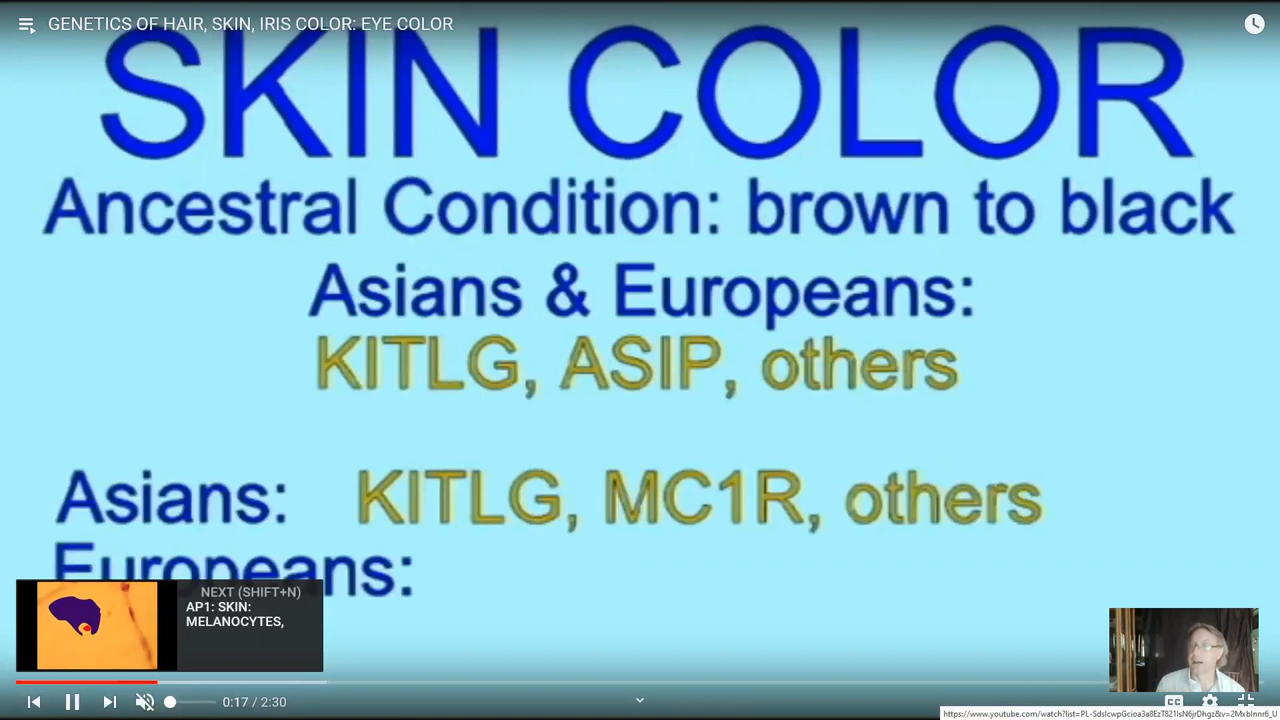 GENETICS OF HAIR, SKIN, IRIS COLOR: EYE COLOR
SKIN COLOR
Ancestral Condition: brown to black
Asians & Europeans:
KITLG, ASIP, others
Asians: KITLG, MC1R, others
Europeans:
NEXT (SHIFT+N)
AP1: SKIN:
MELANOCYTES,
0:17 / 2:30
CC